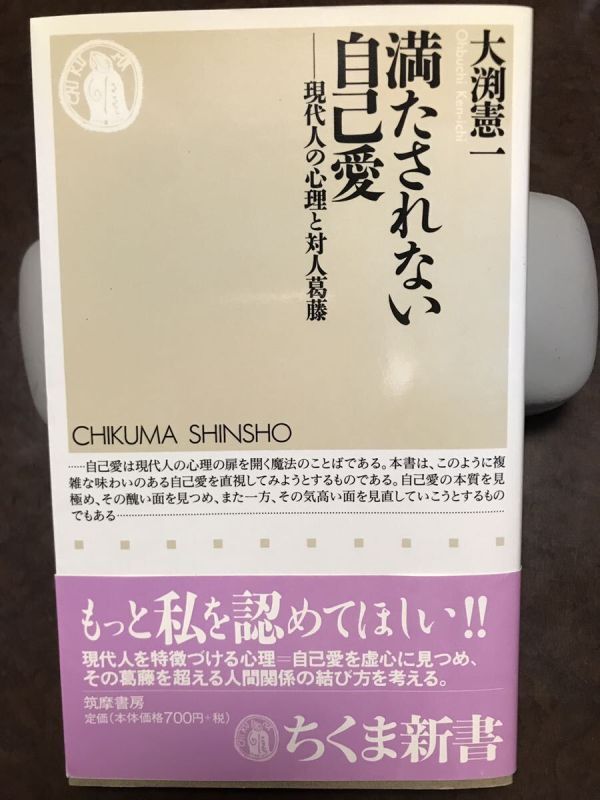 大渕憲一
Ohbuchi Ken-ichi
満たされない
自己愛
——現代人の心理と対人葛藤
CHIKUMA SHINSHO
……自己愛は現代人の心理の扉を開く魔法のことばである。本書は、このように複
雑な味わいのある自己愛を直視してみようとするものである。自己愛の本質を見
極め、その醜い面を見つめ、また一方、その気高い面を見直していこうとするもの
でもある……………………
もっと私を認めてほしい!!
現代人を特徴づける心理=自己愛を虚心に見つめ、
その葛藤を超える人間関係の結び方を考える。
筑摩書房
定価(本体価格700円+税)
ちくま新書